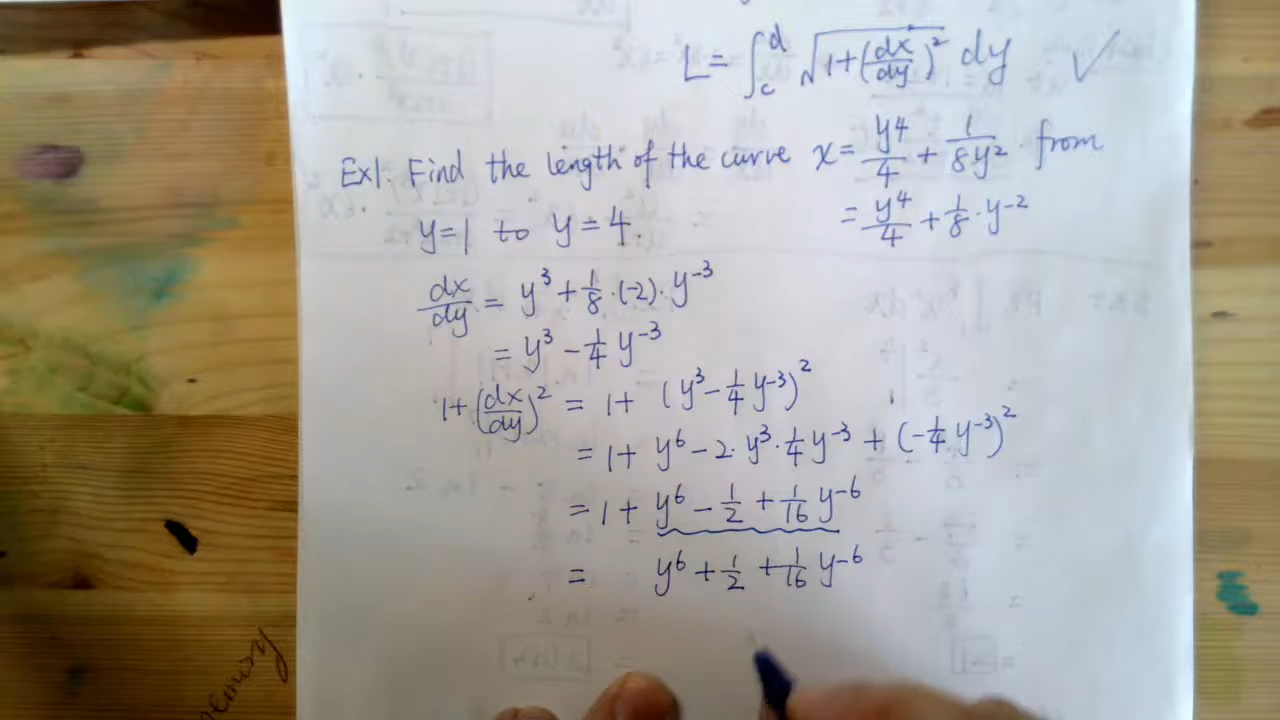 L = ∫_c^d √(1+(dx/dy)²) dy ✓
Ex1. Find the length of the curve x = y⁴/4 + 1/(8y²) from
= y⁴/4 + 1/8 · y⁻²
y=1 to y=4.
dx/dy = y³ + 1/8 · (-2) · y⁻³
= y³ - 1/4 y⁻³
1+(dx/dy)² = 1+ (y³ - 1/4 y⁻³)²
= 1+ y⁶ - 2 · y³ · 1/4 y⁻³ + (-1/4 y⁻³)²
= 1 + y⁶ - 1/2 + 1/16 y⁻⁶
= y⁶ + 1/2 + 1/16 y⁻⁶
memory